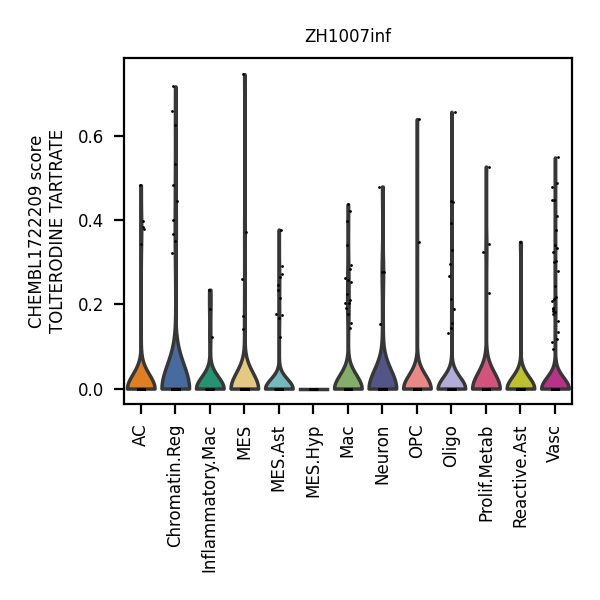 ZH1007inf
CHEMBL1722209 score
TOLTERODINE TARTRATE
0.6
0.4
0.2
0.0
AC
Chromatin.Reg
Inflammatory.Mac
MES
MES.Ast
MES.Hyp
Mac
Neuron
OPC
Oligo
Prolif.Metab
Reactive.Ast
Vasc